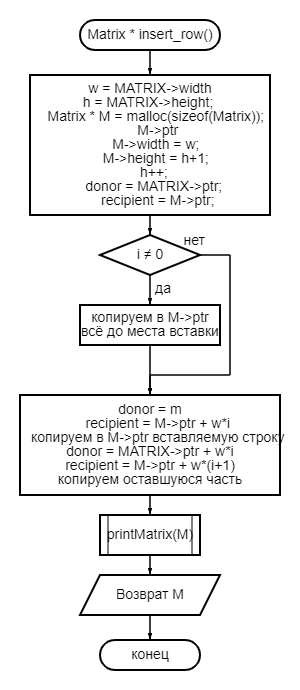 Matrix * insert_row()
w = MATRIX->width
h = MATRIX->height;
Matrix * M = malloc(sizeof(Matrix));
M->ptr
M->width = w;
M->height = h+1;
h++;
donor = MATRIX->ptr;
recipient = M->ptr;
нет
i ≠ 0
да
копируем в M->ptr
всё до места вставки
donor = m
recipient = M->ptr + w*i
копируем в M->ptr вставляемую строку
donor = MATRIX->ptr + w*i
recipient = M->ptr + w*(i+1)
копируем оставшуюся часть
printMatrix(M)
Возврат M
конец